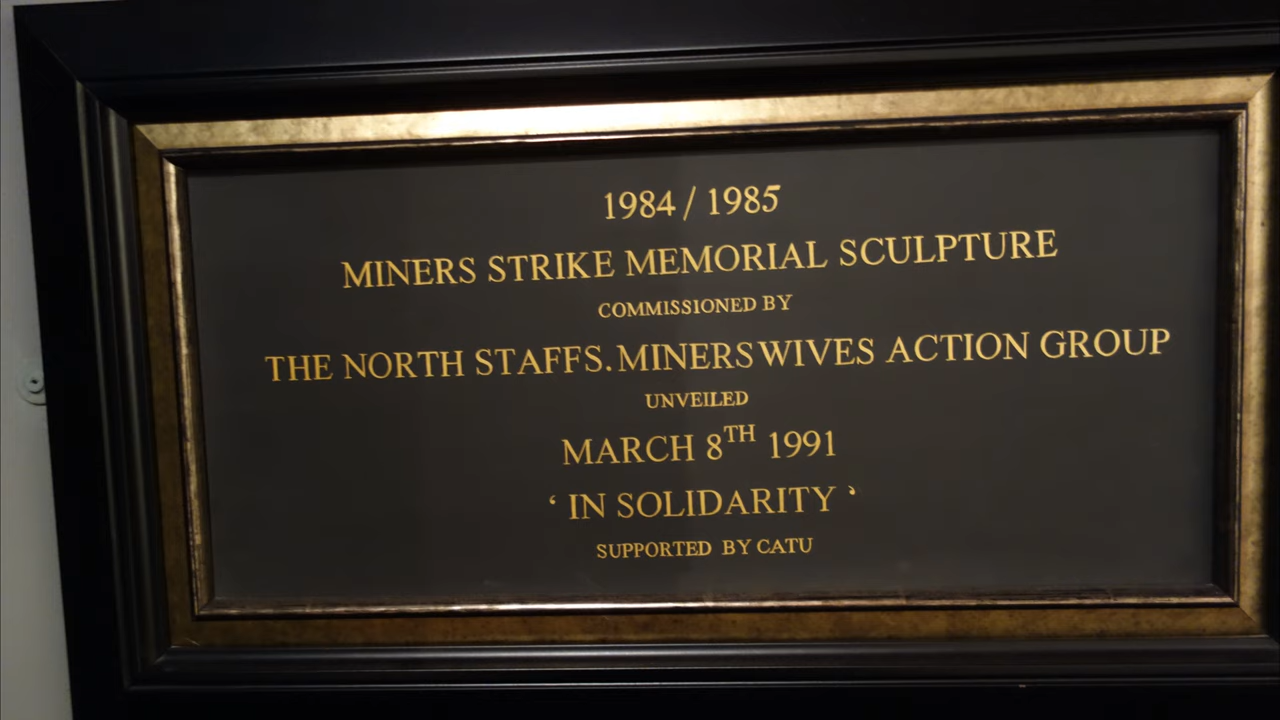 1984 / 1985
MINERS STRIKE MEMORIAL SCULPTURE
COMMISSIONED BY
THE NORTH STAFFS. MINERS WIVES ACTION GROUP
UNVEILED
MARCH 8TH 1991
‘ IN SOLIDARITY ’
SUPPORTED BY CATU